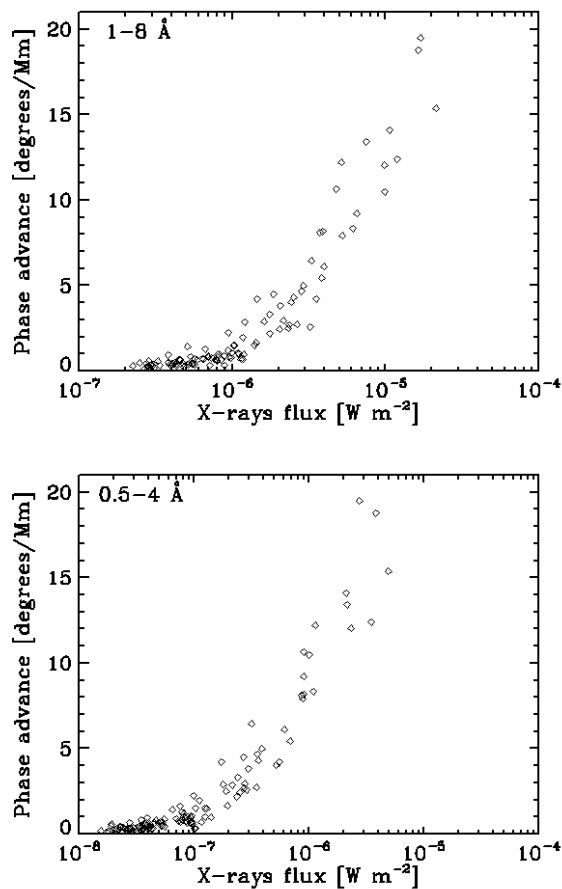 1−8 Å
20
15
10
5
0
Phase advance [degrees/Mm]
10⁻⁷ 10⁻⁶ 10⁻⁵ 10⁻⁴
X−rays flux [W m⁻²]
0.5−4 Å
20
15
10
5
0
Phase advance [degrees/Mm]
10⁻⁸ 10⁻⁷ 10⁻⁶ 10⁻⁵ 10⁻⁴
X−rays flux [W m⁻²]